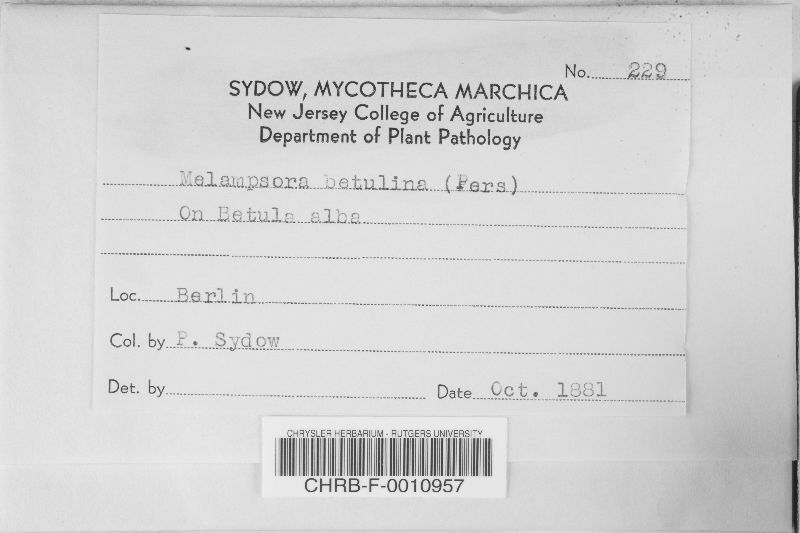 No. 229
SYDOW, MYCOTHECA MARCHICA
New Jersey College of Agriculture
Department of Plant Pathology
Melampsora betulina (Pers)
On Betula alba
Loc. Berlin
Col. by P. Sydow
Det. by
Date Oct. 1881
CHRYSLER HERBARIUM - RUTGERS UNIVERSITY
CHRB-F-0010957